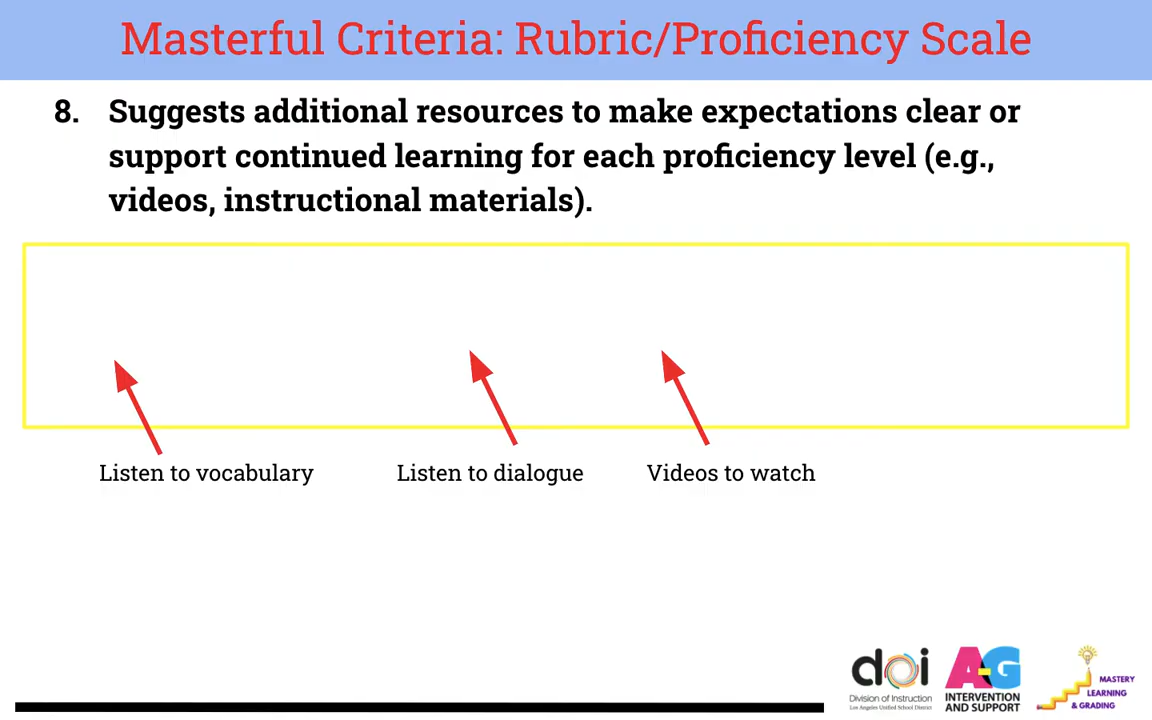 Masterful Criteria: Rubric/Proficiency Scale
8. Suggests additional resources to make expectations clear or
support continued learning for each proficiency level (e.g.,
videos, instructional materials).
Listen to vocabulary
Listen to dialogue
Videos to watch
doi
Division of Instruction
Los Angeles Unified School District
A-G
INTERVENTION
AND SUPPORT
MASTERY
LEARNING
& GRADING